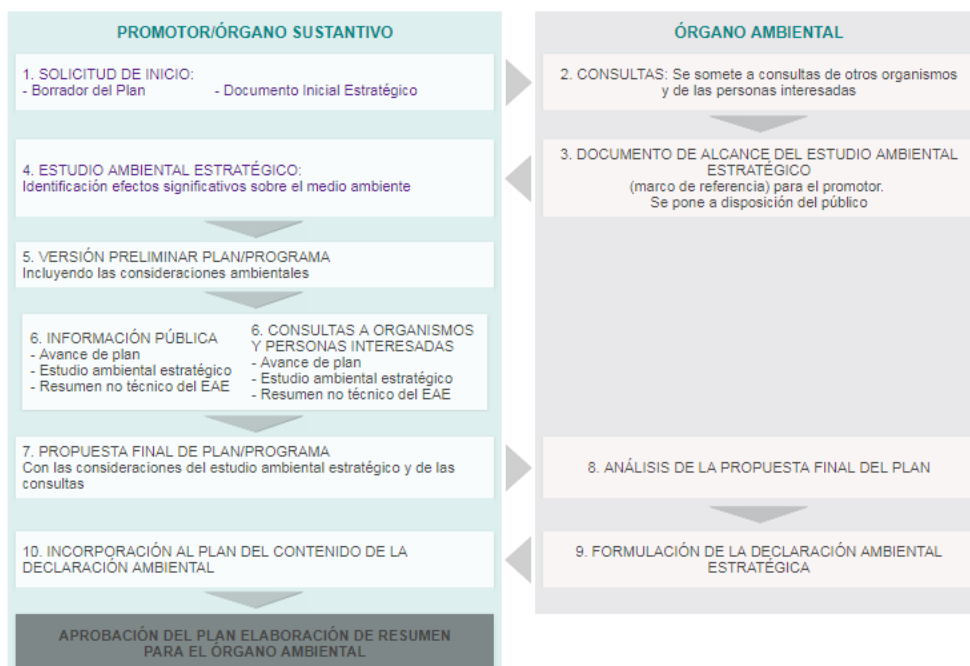 PROMOTOR/ÓRGANO SUSTANTIVO
ÓRGANO AMBIENTAL
1. SOLICITUD DE INICIO:
- Borrador del Plan - Documento Inicial Estratégico
2. CONSULTAS: Se somete a consultas de otros organismos
y de las personas interesadas
3. DOCUMENTO DE ALCANCE DEL ESTUDIO AMBIENTAL
ESTRATÉGICO
(marco de referencia) para el promotor.
Se pone a disposición del público
4. ESTUDIO AMBIENTAL ESTRATÉGICO:
Identificación efectos significativos sobre el medio ambiente
5. VERSIÓN PRELIMINAR PLAN/PROGRAMA
Incluyendo las consideraciones ambientales
6. INFORMACIÓN PÚBLICA
- Avance de plan
- Estudio ambiental estratégico
- Resumen no técnico del EAE
6. CONSULTAS A ORGANISMOS
Y PERSONAS INTERESADAS
- Avance de plan
- Estudio ambiental estratégico
- Resumen no técnico del EAE
7. PROPUESTA FINAL DE PLAN/PROGRAMA
Con las consideraciones del estudio ambiental estratégico y de las
consultas
8. ANÁLISIS DE LA PROPUESTA FINAL DEL PLAN
9. FORMULACIÓN DE LA DECLARACIÓN AMBIENTAL
ESTRATÉGICA
10. INCORPORACIÓN AL PLAN DEL CONTENIDO DE LA
DECLARACIÓN AMBIENTAL
APROBACIÓN DEL PLAN ELABORACIÓN DE RESUMEN
PARA EL ÓRGANO AMBIENTAL